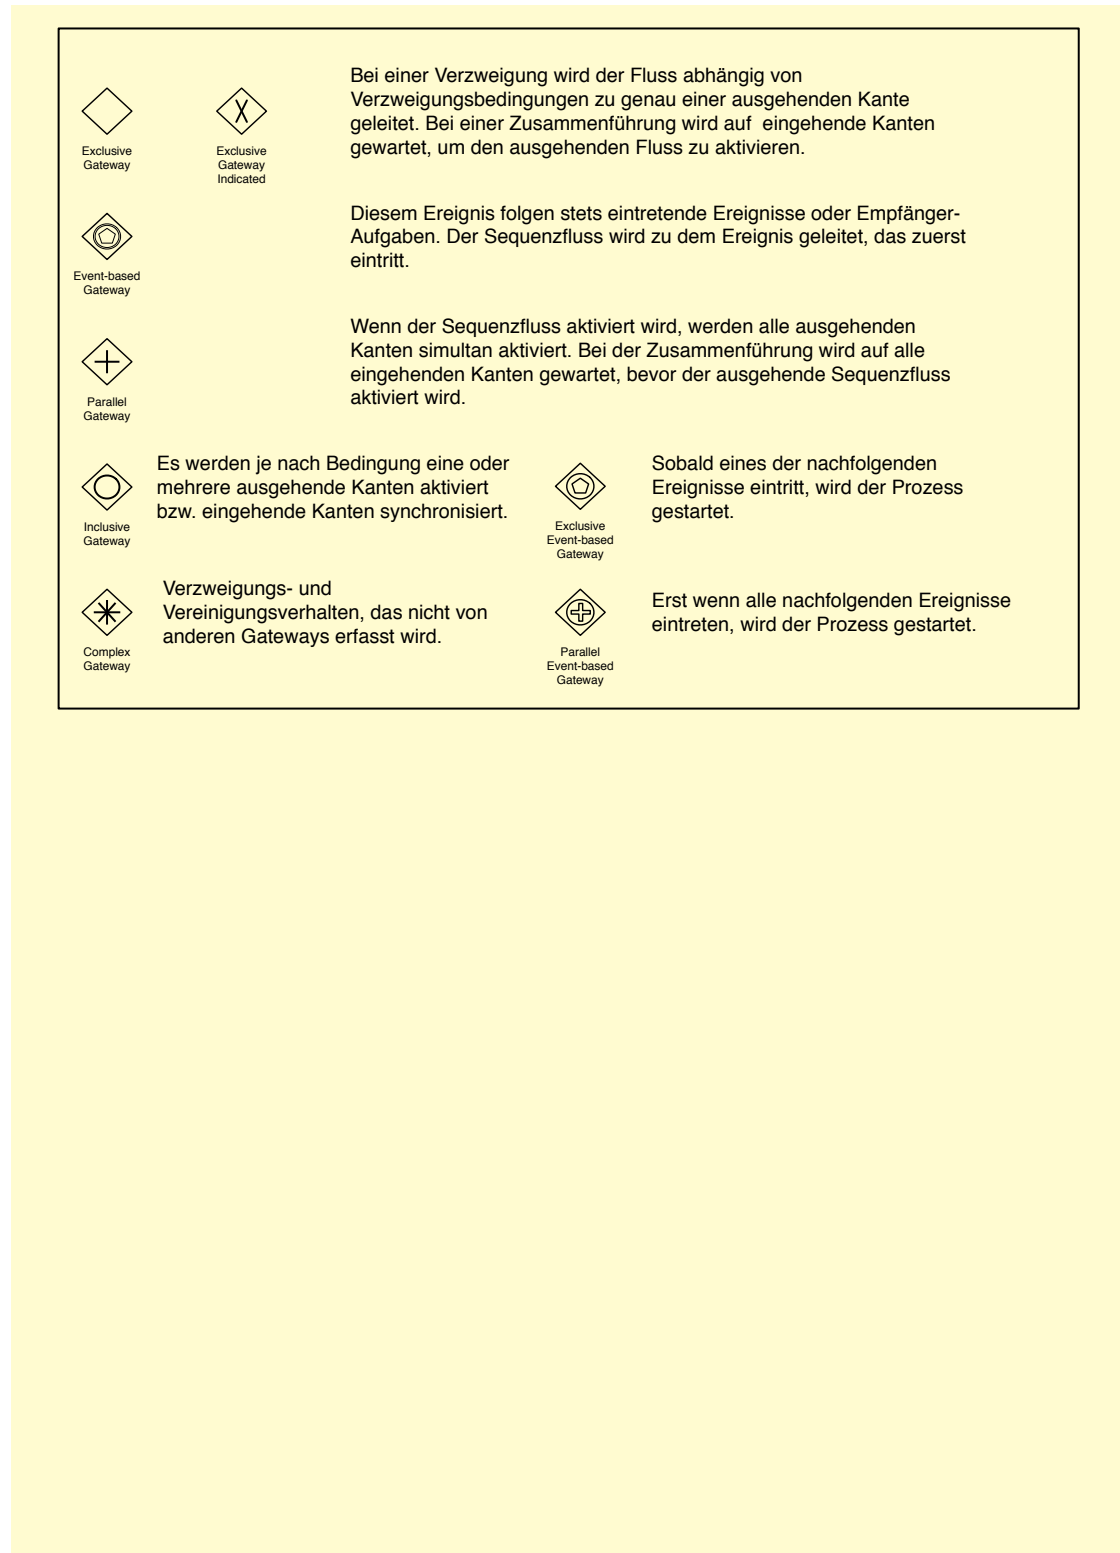 Exclusive
Gateway
Exclusive
Gateway
Indicated
Bei einer Verzweigung wird der Fluss abhängig von
Verzweigungsbedingungen zu genau einer ausgehenden Kante
geleitet. Bei einer Zusammenführung wird auf  eingehende Kanten
gewartet, um den ausgehenden Fluss zu aktivieren.
Event-based
Gateway
Diesem Ereignis folgen stets eintretende Ereignisse oder Empfänger-
Aufgaben. Der Sequenzfluss wird zu dem Ereignis geleitet, das zuerst
eintritt.
Parallel
Gateway
Wenn der Sequenzfluss aktiviert wird, werden alle ausgehenden
Kanten simultan aktiviert. Bei der Zusammenführung wird auf alle
eingehenden Kanten gewartet, bevor der ausgehende Sequenzfluss
aktiviert wird.
Inclusive
Gateway
Es werden je nach Bedingung eine oder
mehrere ausgehende Kanten aktiviert
bzw. eingehende Kanten synchronisiert.
Exclusive
Event-based
Gateway
Sobald eines der nachfolgenden
Ereignisse eintritt, wird der Prozess
gestartet.
Complex
Gateway
Verzweigungs- und
Vereinigungsverhalten, das nicht von
anderen Gateways erfasst wird.
Parallel
Event-based
Gateway
Erst wenn alle nachfolgenden Ereignisse
eintreten, wird der Prozess gestartet.